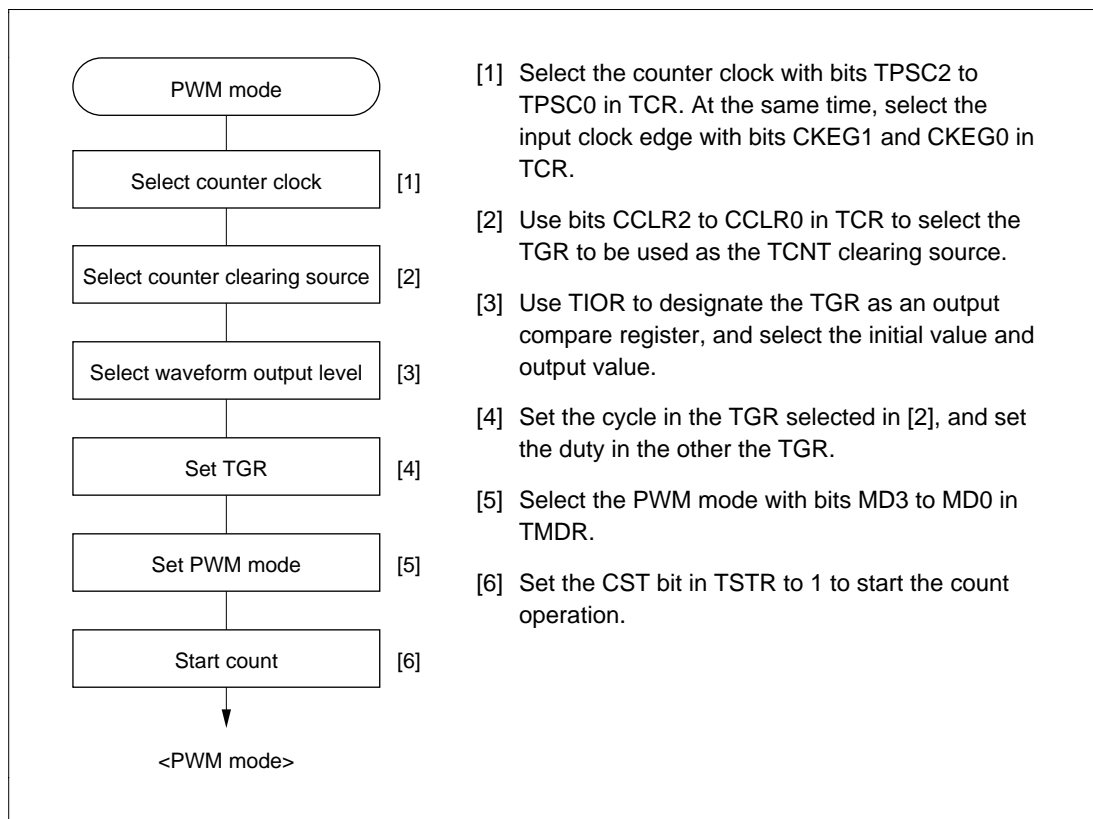 PWM mode
Select counter clock
[1]
Select counter clearing source
[2]
Select waveform output level
[3]
Set TGR
[4]
Set PWM mode
[5]
Start count
[6]
<PWM mode>
[1] Select the counter clock with bits TPSC2 to
TPSC0 in TCR. At the same time, select the
input clock edge with bits CKEG1 and CKEG0 in
TCR.
[2] Use bits CCLR2 to CCLR0 in TCR to select the
TGR to be used as the TCNT clearing source.
[3] Use TIOR to designate the TGR as an output
compare register, and select the initial value and
output value.
[4] Set the cycle in the TGR selected in [2], and set
the duty in the other the TGR.
[5] Select the PWM mode with bits MD3 to MD0 in
TMDR.
[6] Set the CST bit in TSTR to 1 to start the count
operation.